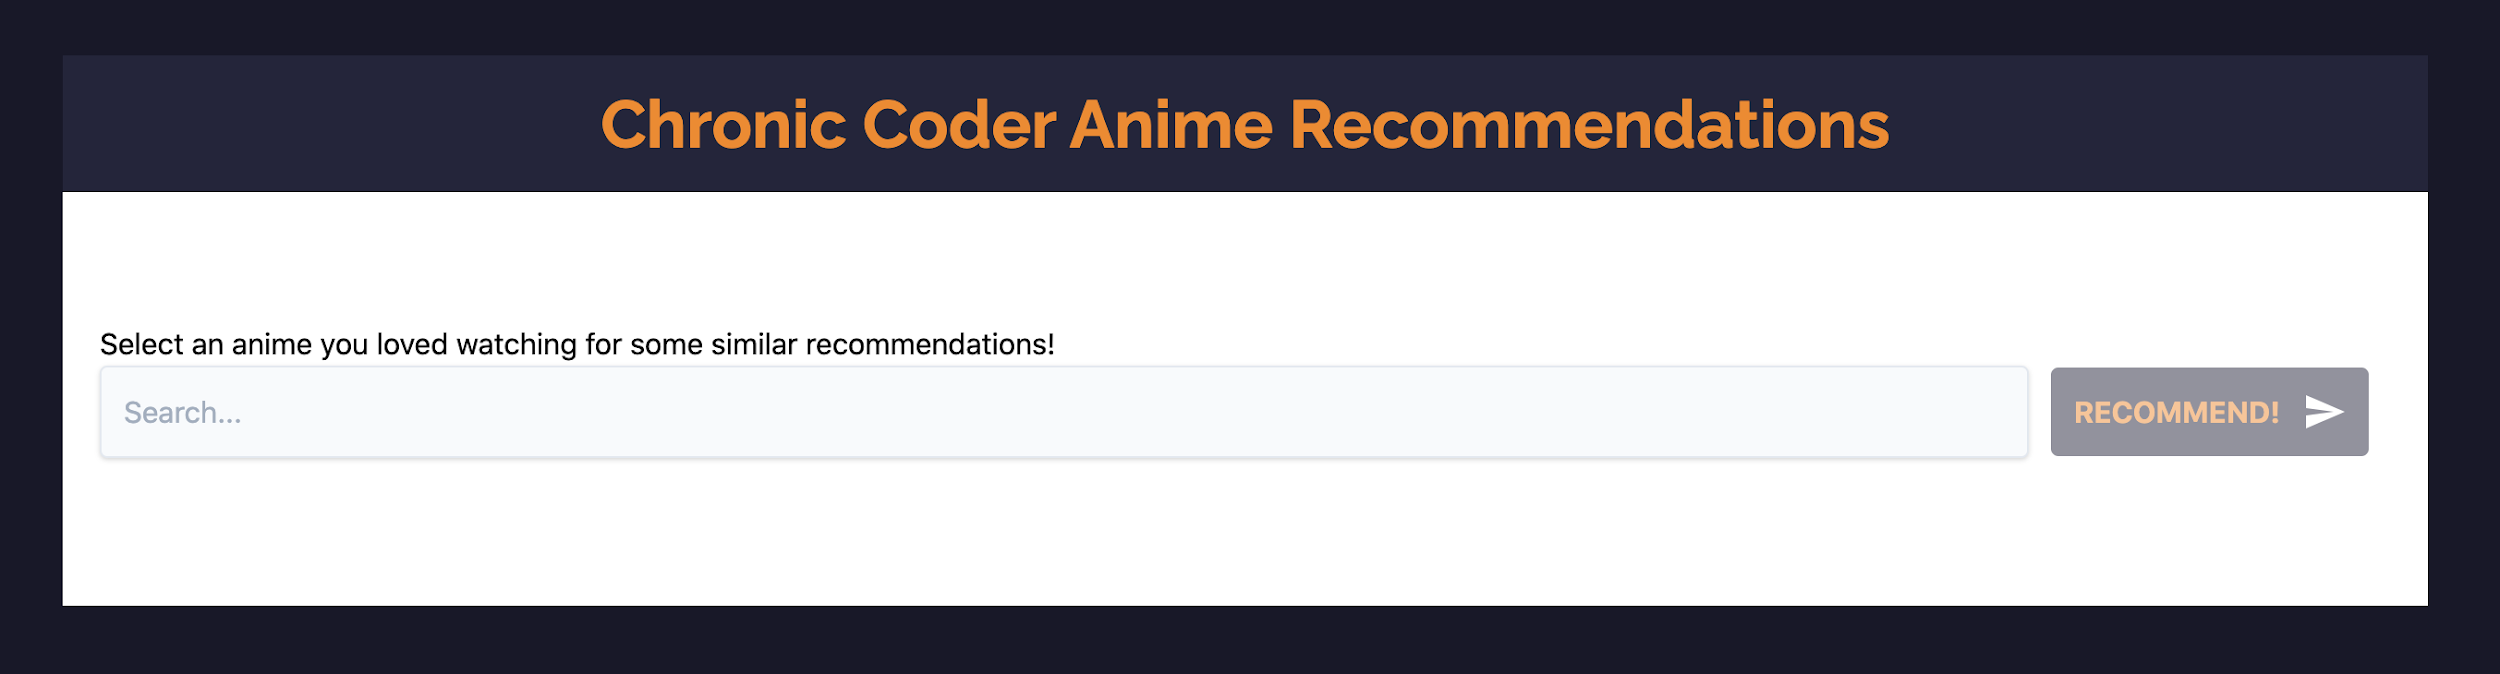 Chronic Coder Anime Recommendations
Select an anime you loved watching for some similar recommendations!
Search...
RECOMMEND!